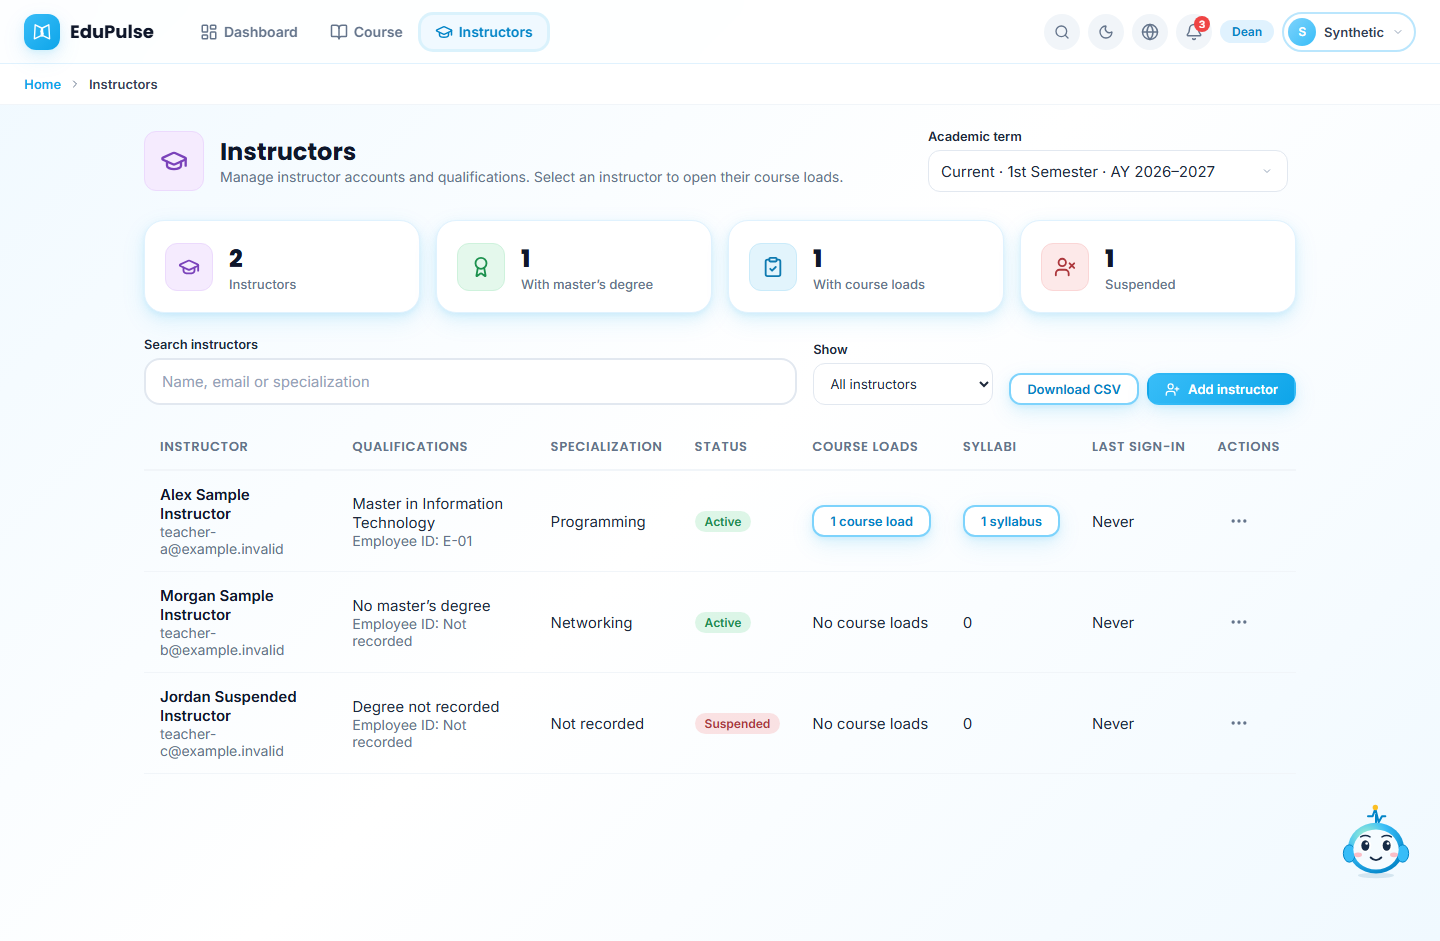 EduPulse
Dashboard
Course
Instructors
3
Dean
S
Synthetic
Home
Instructors
Instructors
Manage instructor accounts and qualifications. Select an instructor to open their course loads.
Academic term
Current · 1st Semester · AY 2026–2027
2
Instructors
1
With master’s degree
1
With course loads
1
Suspended
Search instructors
Name, email or specialization
Show
All instructors
Download CSV
Add instructor
INSTRUCTOR QUALIFICATIONS SPECIALIZATION STATUS COURSE LOADS SYLLABI LAST SIGN-IN ACTIONS
Alex Sample
Instructor
teacher-
a@example.invalid
Master in Information
Technology
Employee ID: E-01
Programming
Active
1 course load
1 syllabus
Never
Morgan Sample
Instructor
teacher-
b@example.invalid
No master’s degree
Employee ID: Not
recorded
Networking
Active
No course loads
0
Never
Jordan Suspended
Instructor
teacher-
c@example.invalid
Degree not recorded
Employee ID: Not
recorded
Not recorded
Suspended
No course loads
0
Never